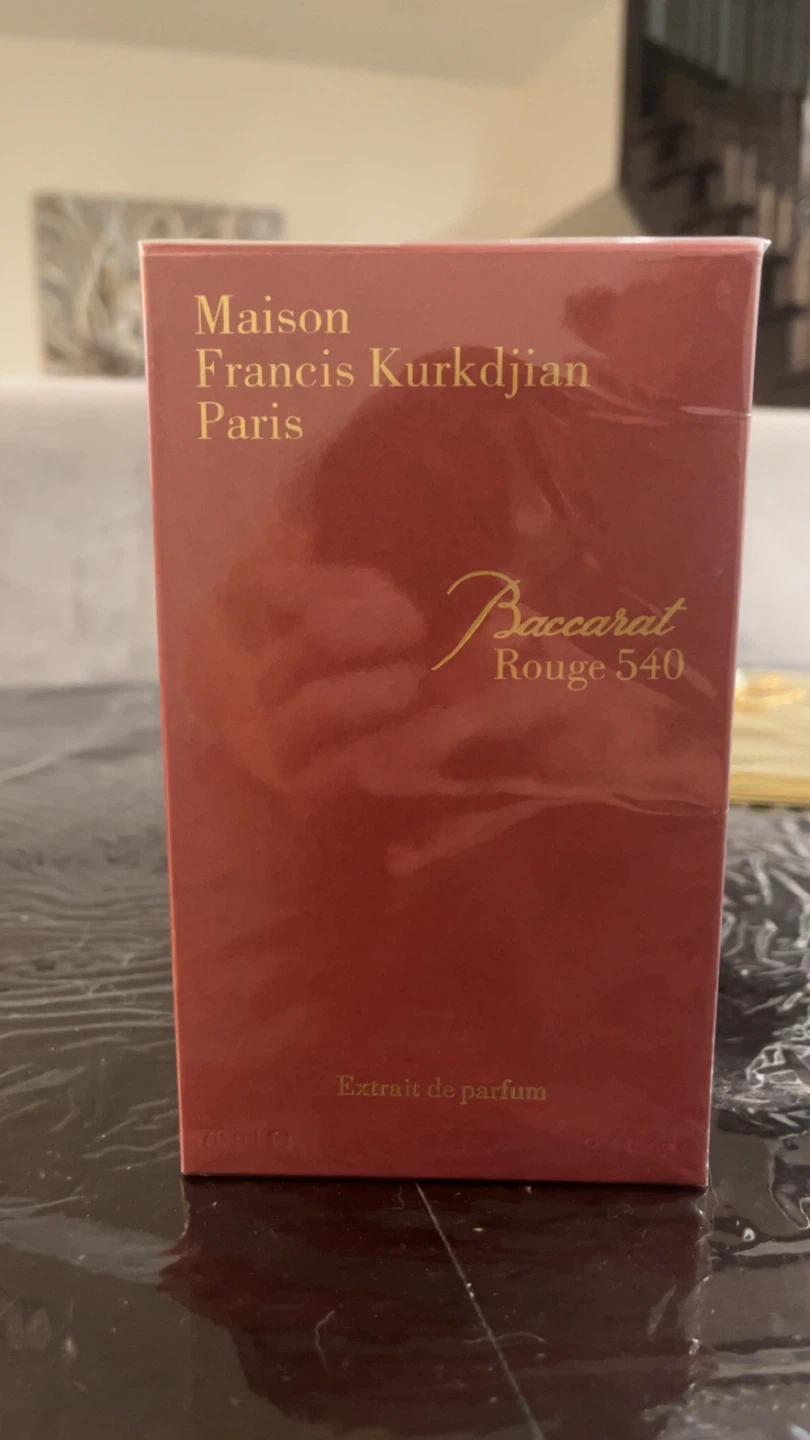 Maison
Francis Kurkdjian
Paris
Baccarat
Rouge 540
Extrait de parfum